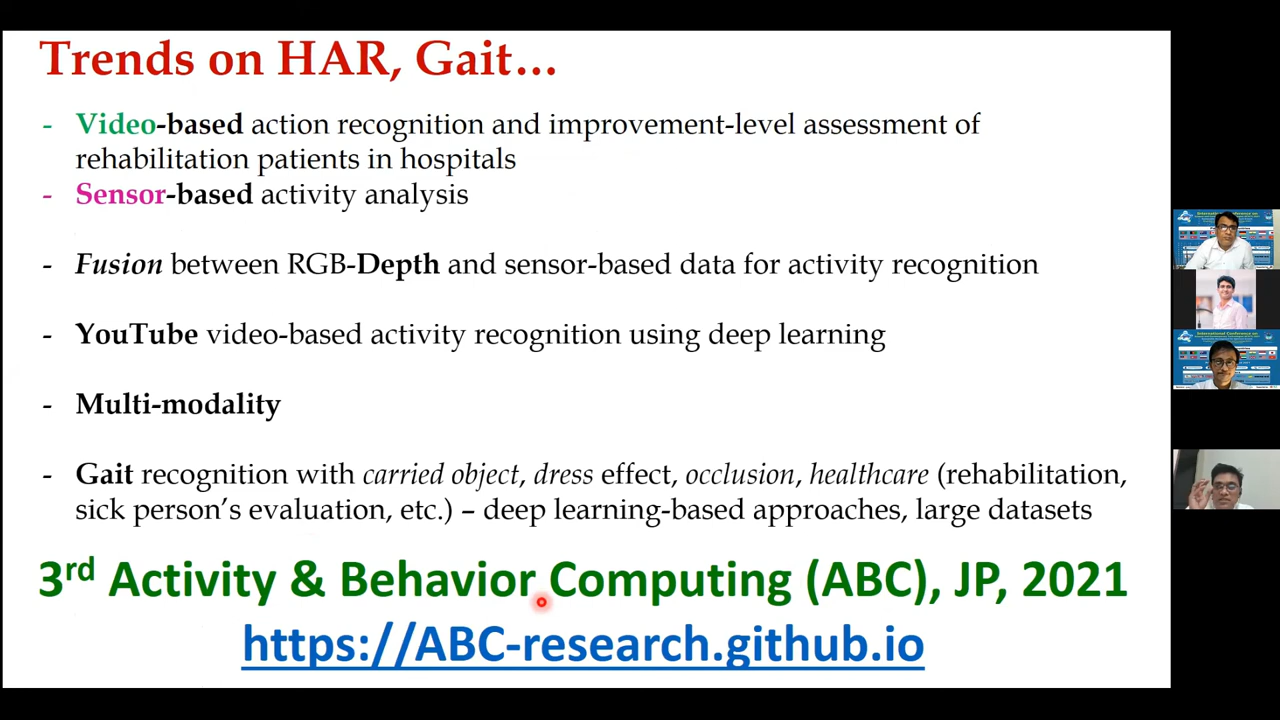 Trends on HAR, Gait…
- Video-based action recognition and improvement-level assessment of
rehabilitation patients in hospitals
- Sensor-based activity analysis
- Fusion between RGB-Depth and sensor-based data for activity recognition
- YouTube video-based activity recognition using deep learning
- Multi-modality
- Gait recognition with carried object, dress effect, occlusion, healthcare (rehabilitation,
sick person’s evaluation, etc.) – deep learning-based approaches, large datasets
3rd Activity & Behavior Computing (ABC), JP, 2021
https://ABC-research.github.io
International Conference on